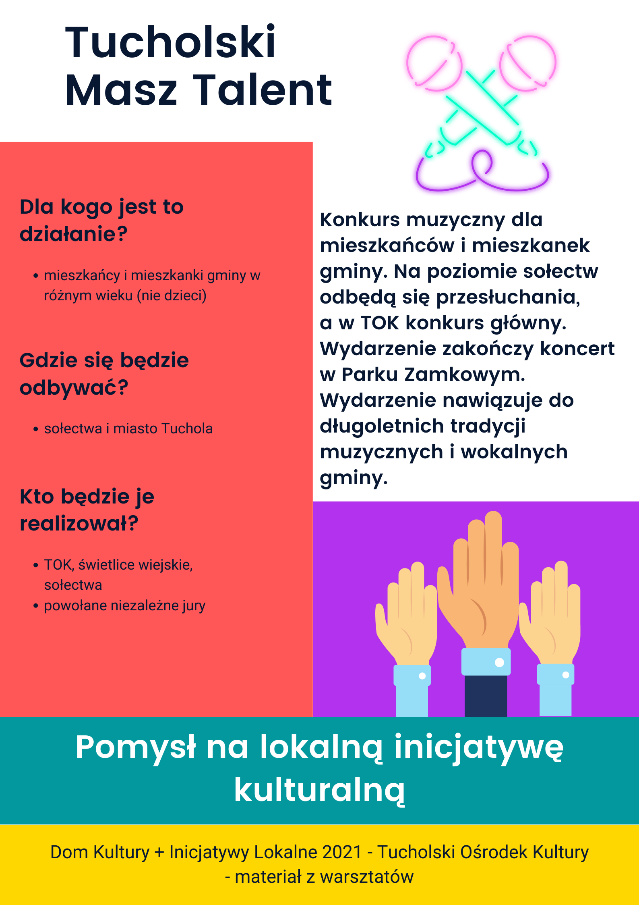 Tucholski
Masz Talent
Dla kogo jest to
działanie?
• mieszkańcy i mieszkanki gminy w
różnym wieku (nie dzieci)
Gdzie się będzie
odbywać?
• sołectwa i miasto Tuchola
Kto będzie je
realizował?
• TOK, świetlice wiejskie,
sołectwa
• powołane niezależne jury
Konkurs muzyczny dla
mieszkańców i mieszkanek
gminy. Na poziomie sołectw
odbędą się przesłuchania,
a w TOK konkurs główny.
Wydarzenie zakończy koncert
w Parku Zamkowym.
Wydarzenie nawiązuje do
długoletnich tradycji
muzycznych i wokalnych
gminy.
Pomysł na lokalną inicjatywę
kulturalną
Dom Kultury + Inicjatywy Lokalne 2021 - Tucholski Ośrodek Kultury
- materiał z warsztatów